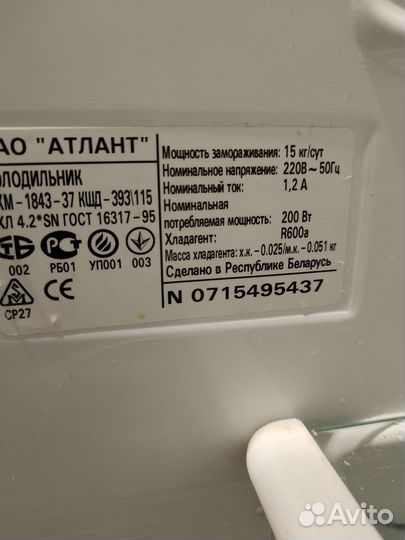 АО "АТЛАНТ"
ОЛОДИЛЬНИК
КМ-1843-37 КШД-393\115
ХЛ 4.2*SN ГОСТ 16317-95
002 РБ01 УП001 003
СР27
Мощность замораживания: 15 кг/сут
Номинальное напряжение: 220В~50Гц
Номинальный ток: 1,2 А
Номинальная
потребляемая мощность: 200 Вт
Хладагент: R600a
Масса хладагента: х.к.-0.025/м.к.-0.051 кг
Сделано в Республике Беларусь
N 0715495437
Avito